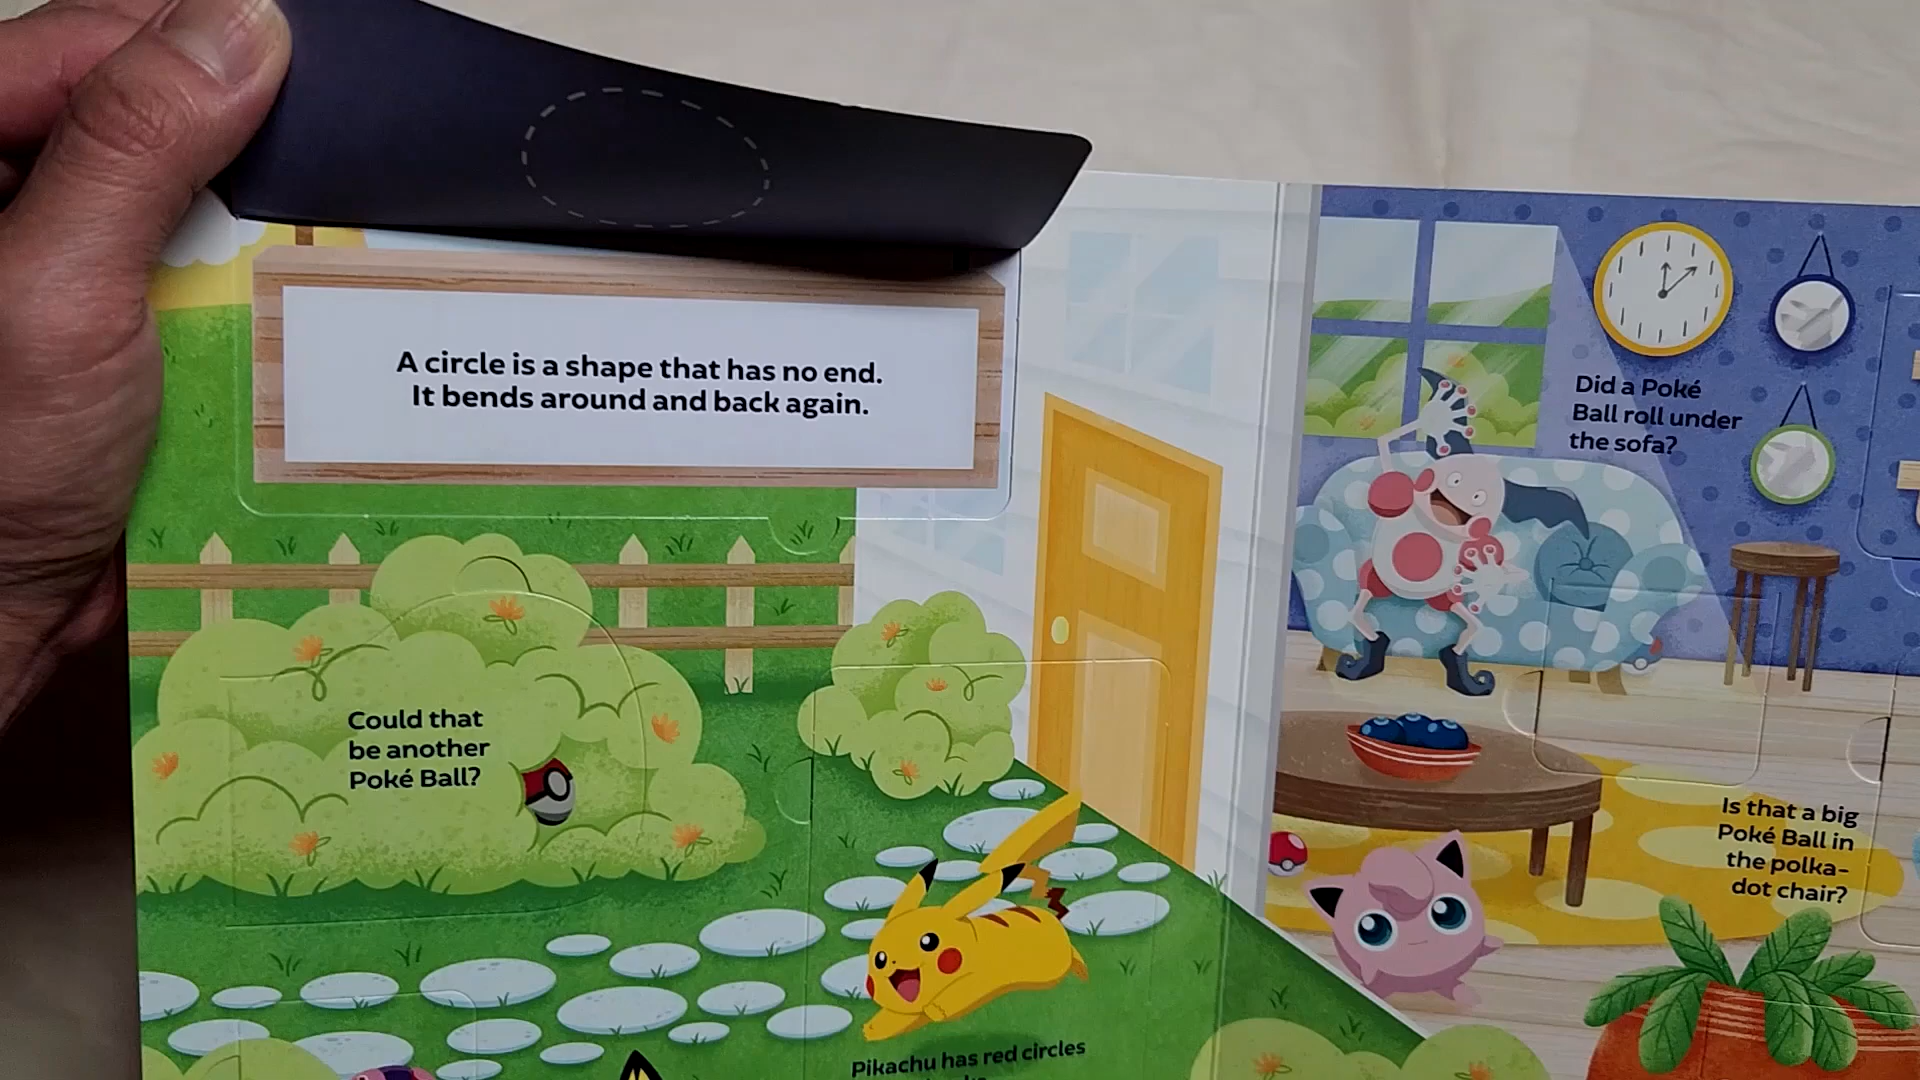 A circle is a shape that has no end.
It bends around and back again.
Could that
be another
Poké Ball?
Pikachu has red circles
Did a Poké
Ball roll under
the sofa?
Is that a big
Poké Ball in
the polka-
dot chair?